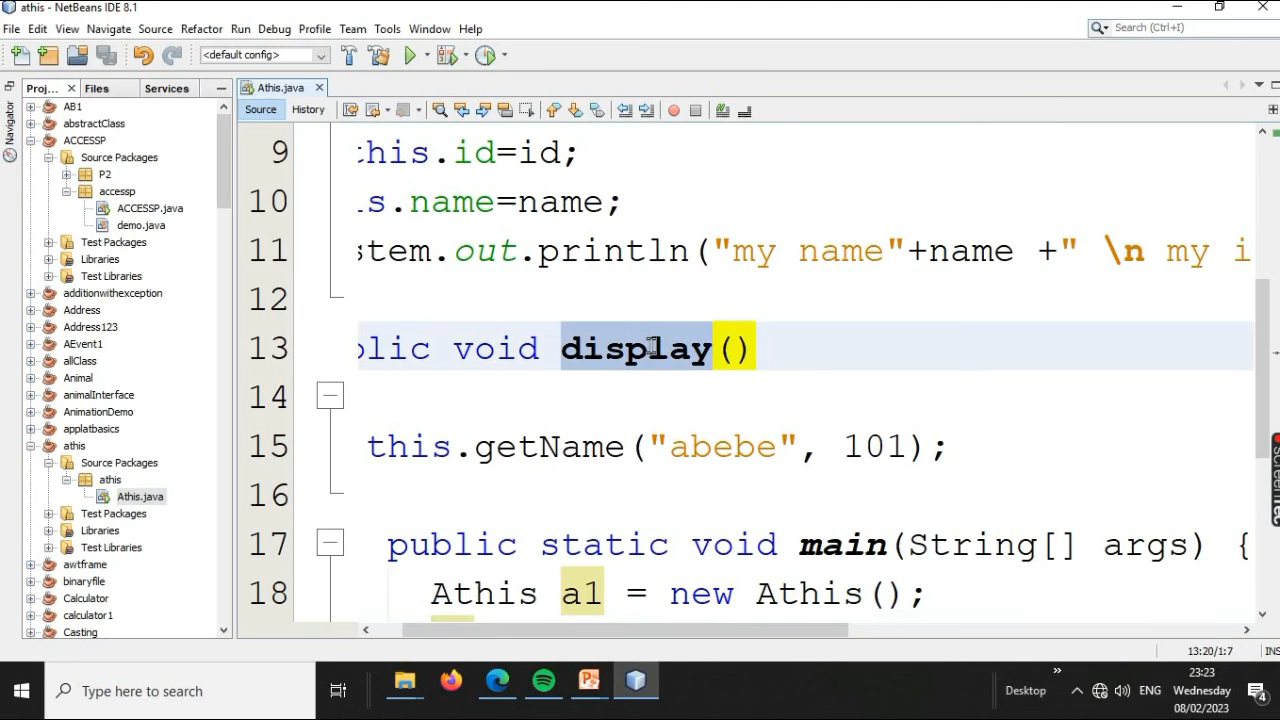 athis - NetBeans IDE 8.1
File Edit View Navigate Source Refactor Run Debug Profile Team Tools Window Help
Search (Ctrl+I)
<default config>
Proj... Files Services
Athis.java
Source History
Navigator
AB1
abstractClass
ACCESSP
Source Packages
P2
accessp
ACCESSP.java
demo.java
Test Packages
Libraries
Test Libraries
additionwithexception
Address
Address123
AEvent1
allClass
Animal
animalInterface
AnimationDemo
applatbasics
athis
Source Packages
athis
Athis.java
Test Packages
Libraries
Test Libraries
awtframe
binaryfile
Calculator
calculator1
Casting
9 this.id=id;
10 is.name=name;
11 stem.out.println("my name"+name +" \n my i
12
13 blic void display()
14
15 this.getName("abebe", 101);
16
17 public static void main(String[] args) {
18 Athis a1 = new Athis();
13:20/1:7 INS
Type here to search
Desktop
ENG
23:23
Wednesday
08/02/2023
4